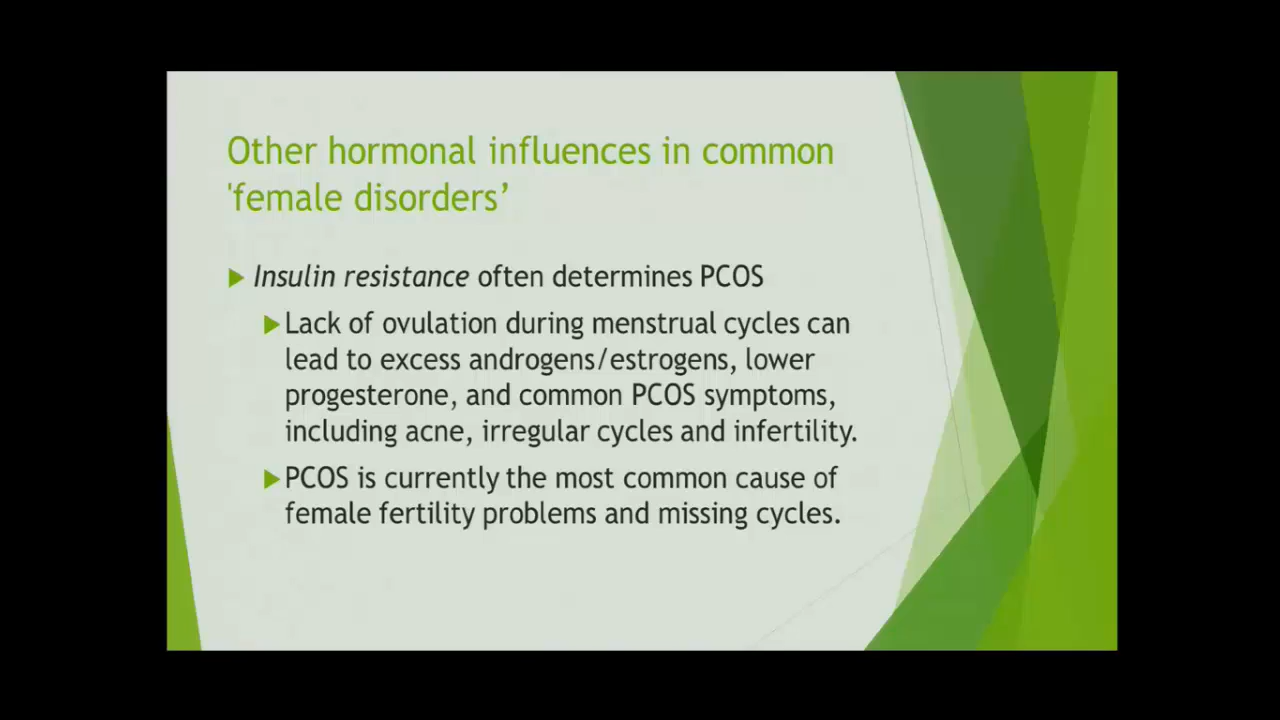 Other hormonal influences in common
'female disorders’
Insulin resistance often determines PCOS
Lack of ovulation during menstrual cycles can
lead to excess androgens/estrogens, lower
progesterone, and common PCOS symptoms,
including acne, irregular cycles and infertility.
PCOS is currently the most common cause of
female fertility problems and missing cycles.